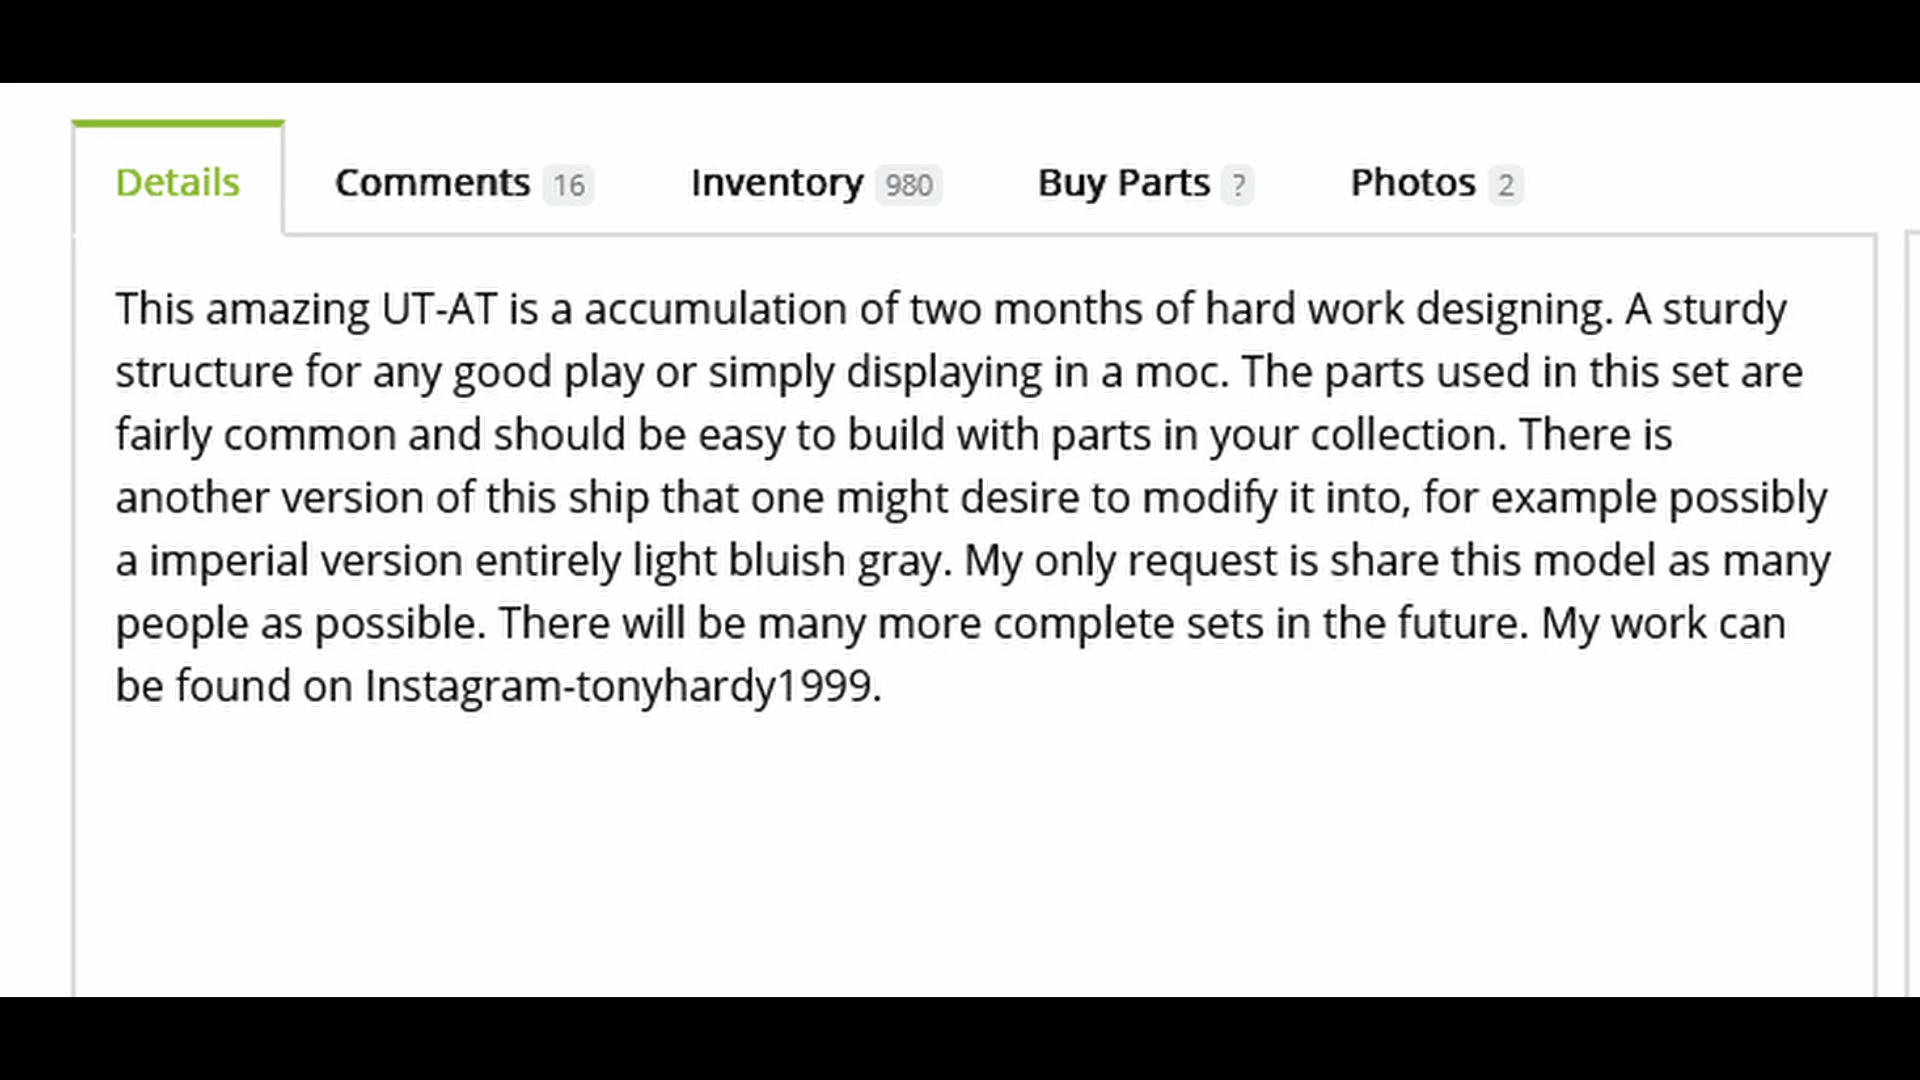 Details Comments 16 Inventory 980 Buy Parts ? Photos 2
This amazing UT-AT is a accumulation of two months of hard work designing. A sturdy
structure for any good play or simply displaying in a moc. The parts used in this set are
fairly common and should be easy to build with parts in your collection. There is
another version of this ship that one might desire to modify it into, for example possibly
a imperial version entirely light bluish gray. My only request is share this model as many
people as possible. There will be many more complete sets in the future. My work can
be found on Instagram-tonyhardy1999.